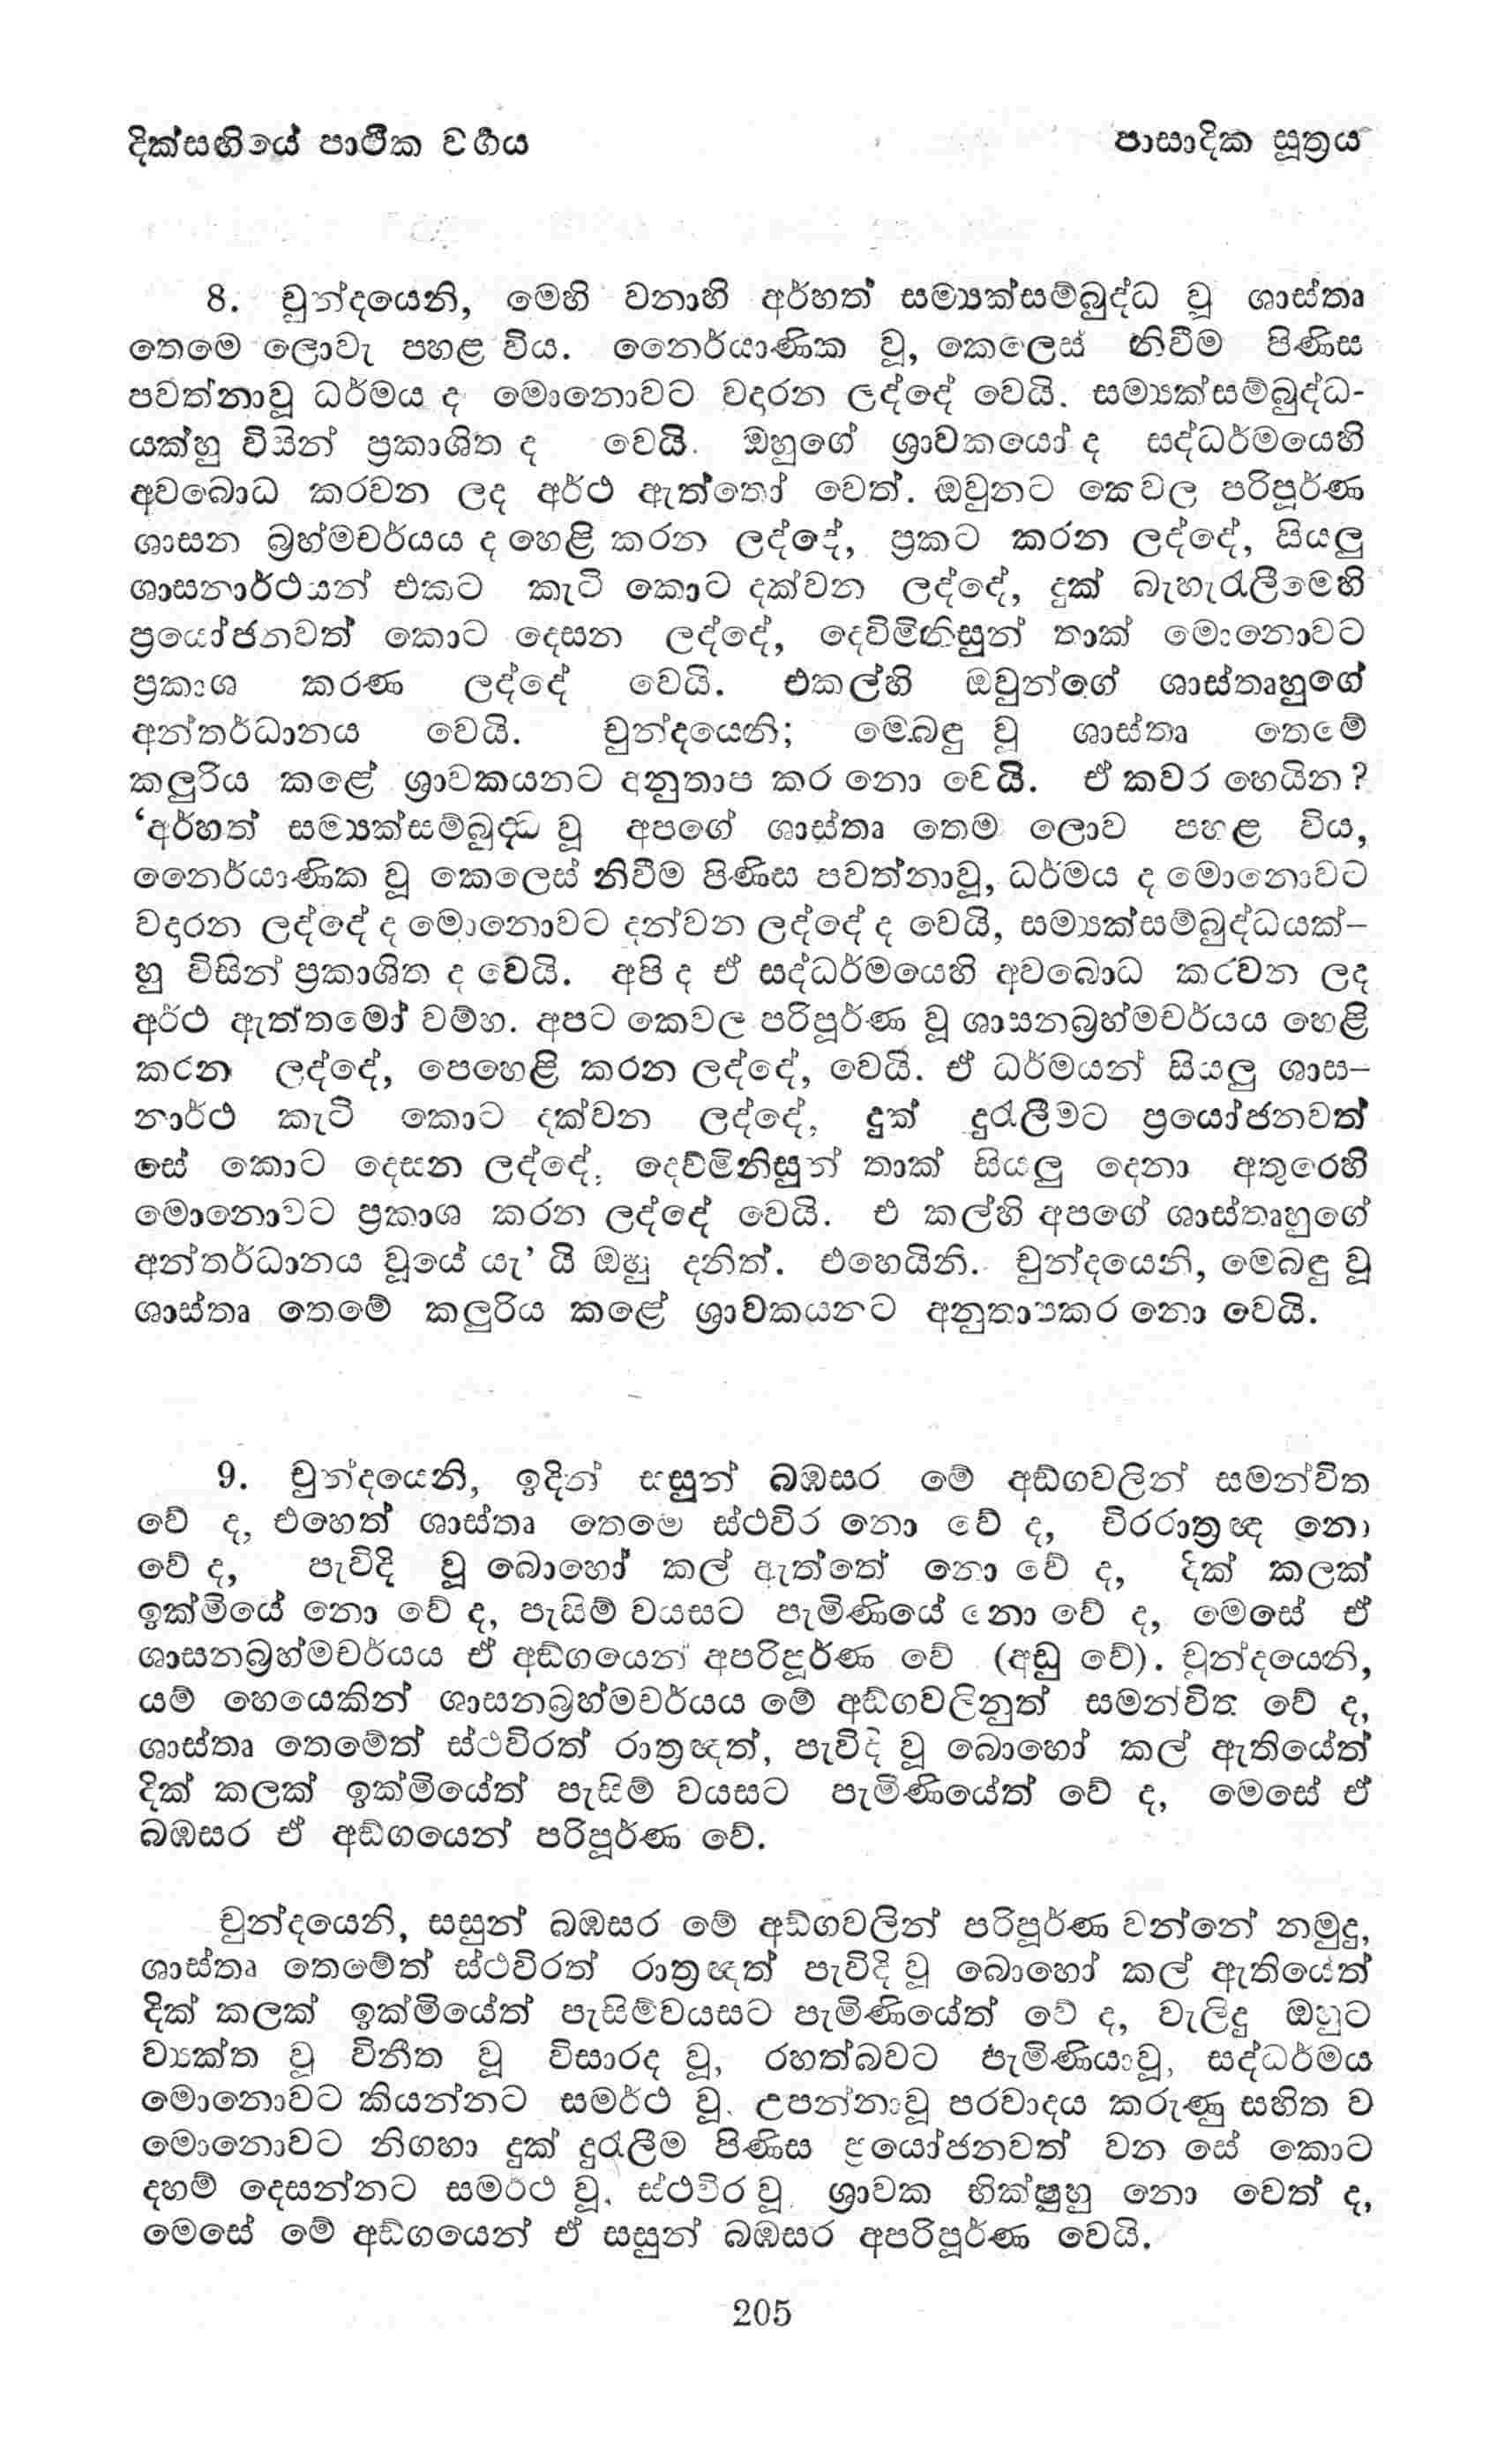 දික්සඟියේ පාථික වර්ගය
පාසාදික සූත්‍රය
8. චුන්දයෙනි, මෙහි වනාහි අර්හත් සම්‍යක්සම්බුද්ධ වූ ශාස්තෘ
තෙමෙ ලොවැ පහළ විය. නෛර්යාණික වූ, කෙලෙස් නිවීම පිණිස
පවත්නාවූ ධර්මය ද මොනොවට වදාරන ලද්දේ වෙයි. සම්‍යක්සම්බුද්ධ-
යක්හු විසින් ප්‍රකාශිත ද වෙයි. ඔහුගේ ශ්‍රාවකයෝ ද සද්ධර්මයෙහි
අවබොධ කරවන ලද අර්ථ ඇත්තෝ වෙත්. ඔවුනට කෙවල පරිපූර්ණ
ශාසන බ්‍රහ්මචර්යය ද හෙළි කරන ලද්දේ, ප්‍රකට කරන ලද්දේ, සියලු
ශාසනාර්ථයන් එකට කැටි කොට දක්වන ලද්දේ, දුක් බැහැරැලීමෙහි
ප්‍රයෝජනවත් කොට දෙසන ලද්දේ, දෙවිමිනිසුන් තාක් මොනොවට
ප්‍රකාශ කරණ ලද්දේ වෙයි. එකල්හි ඔවුන්ගේ ශාස්තෘහුගේ
අන්තර්ධානය වෙයි. චුන්දයෙනි; මෙබඳු වූ ශාස්තෘ තෙමේ
කලුරිය කළේ ශ්‍රාවකයනට අනුතාප කර නො වෙයි. ඒ කවර හෙයින ?
‘අර්හත් සම්‍යක්සම්බුද්ධ වූ අපගේ ශාස්තෘ තෙම ලොව පහළ විය,
නෛර්යාණික වූ කෙලෙස් නිවීම පිණිස පවත්නාවූ, ධර්මය ද මොනොවට
වදාරන ලද්දේ ද මොනොවට දන්වන ලද්දේ ද වෙයි, සම්‍යක්සම්බුද්ධයක්-
හු විසින් ප්‍රකාශිත ද වෙයි. අපි ද ඒ සද්ධර්මයෙහි අවබොධ කරවන ලද
අර්ථ ඇත්තමෝ වම්හ. අපට කෙවල පරිපූර්ණ වූ ශාසනබ්‍රහ්මචර්යය හෙළි
කරන ලද්දේ, පෙහෙළි කරන ලද්දේ, වෙයි. ඒ ධර්මයන් සියලු ශාස-
නාර්ථ කැටි කොට දක්වන ලද්දේ, දුක් දුරැලීමට ප්‍රයෝජනවත්
සේ කොට දෙසන ලද්දේ, දෙව්මිනිසුන් තාක් සියලු දෙනා අතුරෙහි
මොනොවට ප්‍රකාශ කරන ලද්දේ වෙයි. එ කල්හි අපගේ ශාස්තෘහුගේ
අන්තර්ධානය වූයේ යැ’ යි ඔහු දනිත්. එහෙයිනි. චුන්දයෙනි, මෙබඳු වූ
ශාස්තෘ තෙමේ කලුරිය කළේ ශ්‍රාවකයනට අනුතාපකර නො වෙයි.
9. චුන්දයෙනි, ඉදින් සසුන් බඹසර මේ අඞ්ගවලින් සමන්විත
වේ ද, එහෙත් ශාස්තෘ තෙමෙ ස්ථවිර නො වේ ද, චිරරාත්‍රඥ නො
වේ ද, පැවිදි වූ බොහෝ කල් ඇත්තේ නො වේ ද, දික් කලක්
ඉක්මියේ නො වේ ද, පැසිම් වයසට පැමිණියේ නො වේ ද, මෙසේ ඒ
ශාසනබ්‍රහ්මචර්යය ඒ අඞ්ගයෙන් අපරිපූර්ණ වේ (අඩු වේ). චුන්දයෙනි,
යම් හෙයෙකින් ශාසනබ්‍රහ්මචර්යය මේ අඞ්ගවලිනුත් සමන්විත වේ ද,
ශාස්තෘ තෙමේත් ස්ථවිරත් රාත්‍රඥත්, පැවිදි වූ බොහෝ කල් ඇතියේත්
දික් කලක් ඉක්මියේත් පැසිම් වයසට පැමිණියේත් වේ ද, මෙසේ ඒ
බඹසර ඒ අඞ්ගයෙන් පරිපූර්ණ වේ.
චුන්දයෙනි, සසුන් බඹසර මේ අඞ්ගවලින් පරිපූර්ණ වන්නේ නමුදු,
ශාස්තෘ තෙමේත් ස්ථවිරත් රාත්‍රඥත් පැවිදි වූ බොහෝ කල් ඇතියේත්
දික් කලක් ඉක්මියේත් පැසිම්වයසට පැමිණියේත් වේ ද, වැලිදු ඔහුට
ව්‍යක්ත වූ විනීත වූ විසාරද වූ, රහත්බවට පැමිණියාවූ, සද්ධර්මය
මොනොවට කියන්නට සමර්ථ වූ, උපන්නාවූ පරවාදය කරුණු සහිත ව
මොනොවට නිගහා දුක් දුරැලීම පිණිස ප්‍රයෝජනවත් වන සේ කොට
දහම් දෙසන්නට සමර්ථ වූ, ස්ථවිර වූ ශ්‍රාවක භික්ෂුහු නො වෙත් ද,
මෙසේ මේ අඞ්ගයෙන් ඒ සසුන් බඹසර අපරිපූර්ණ වෙයි.
205